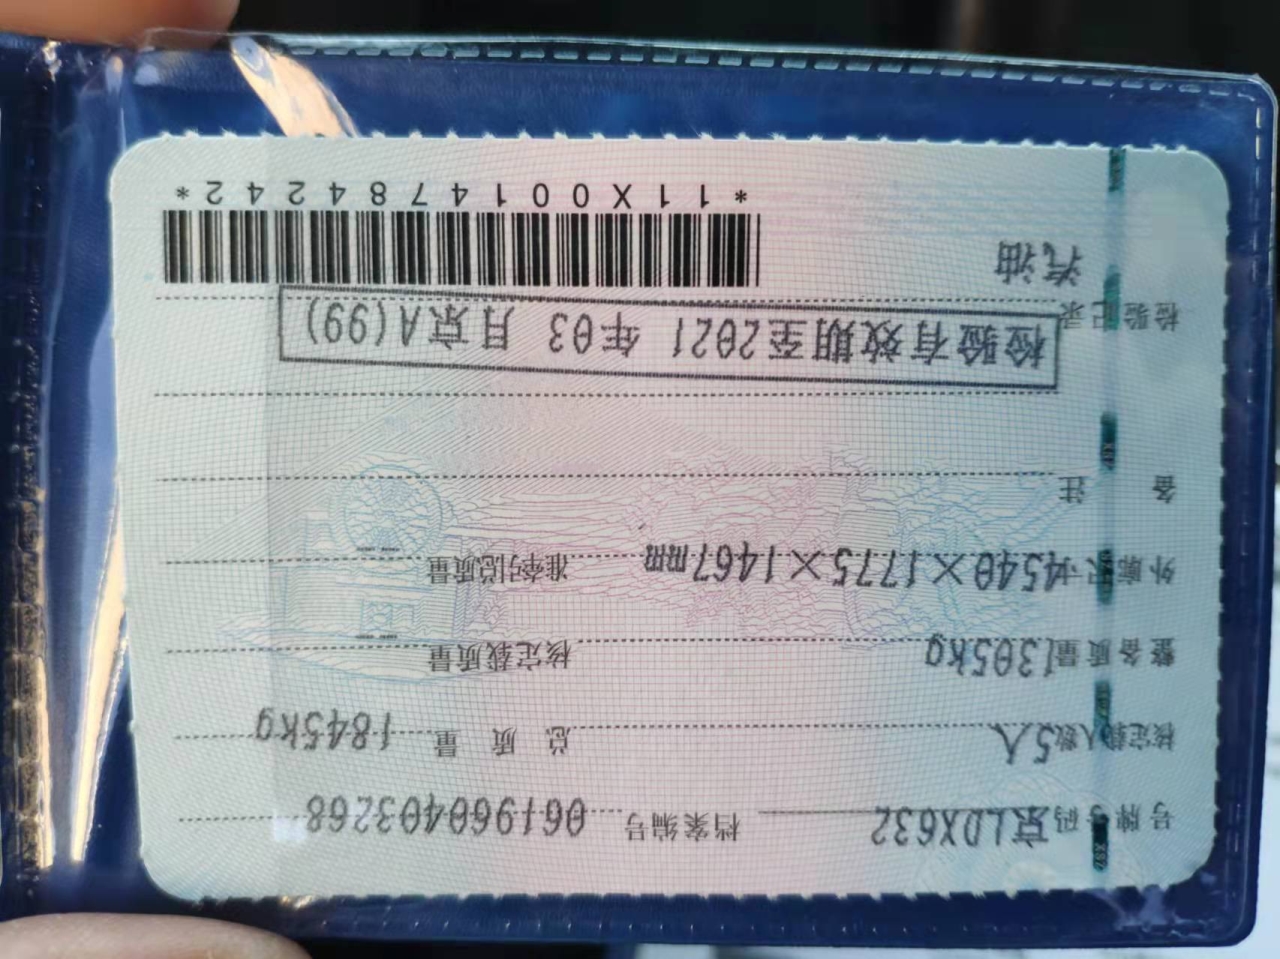 号牌号码 京LDX632 档案编号 061960403268
核定载人数 5人 总质量 1845kg
整备质量 1305kg 核定载质量
外廓尺寸 4540×1775×1467mm 准牵引总质量
备注
检验有效期至2021 年03 月京A(99)
检验记录
汽油
*11X0014784242*